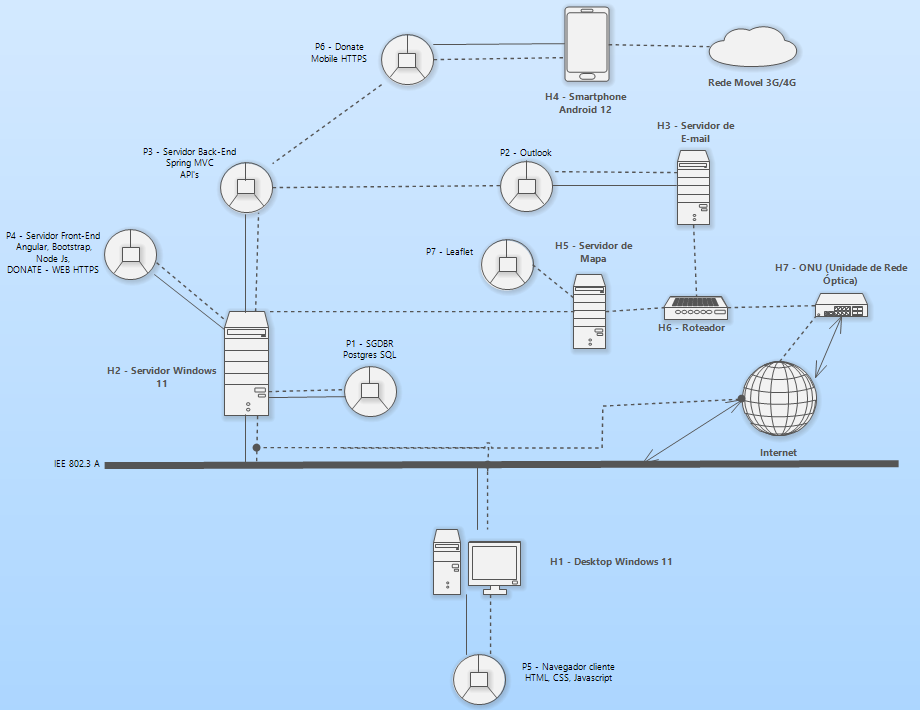 P6 - Donate
Mobile HTTPS
H4 - Smartphone
Android 12
Rede Movel 3G/4G
H3 - Servidor de
E-mail
P3 - Servidor Back-End
Spring MVC
API's
P2 - Outlook
P4 - Servidor Front-End
Angular, Bootstrap,
Node Js,
DONATE - WEB HTTPS
P7 - Leaflet
H5 - Servidor de
Mapa
H7 - ONU (Unidade de Rede
Óptica)
H6 - Roteador
P1 - SGDBR
Postgres SQL
H2 - Servidor Windows
11
Internet
IEE 802.3 A
H1 - Desktop Windows 11
P5 - Navegador cliente
HTML, CSS, Javascript